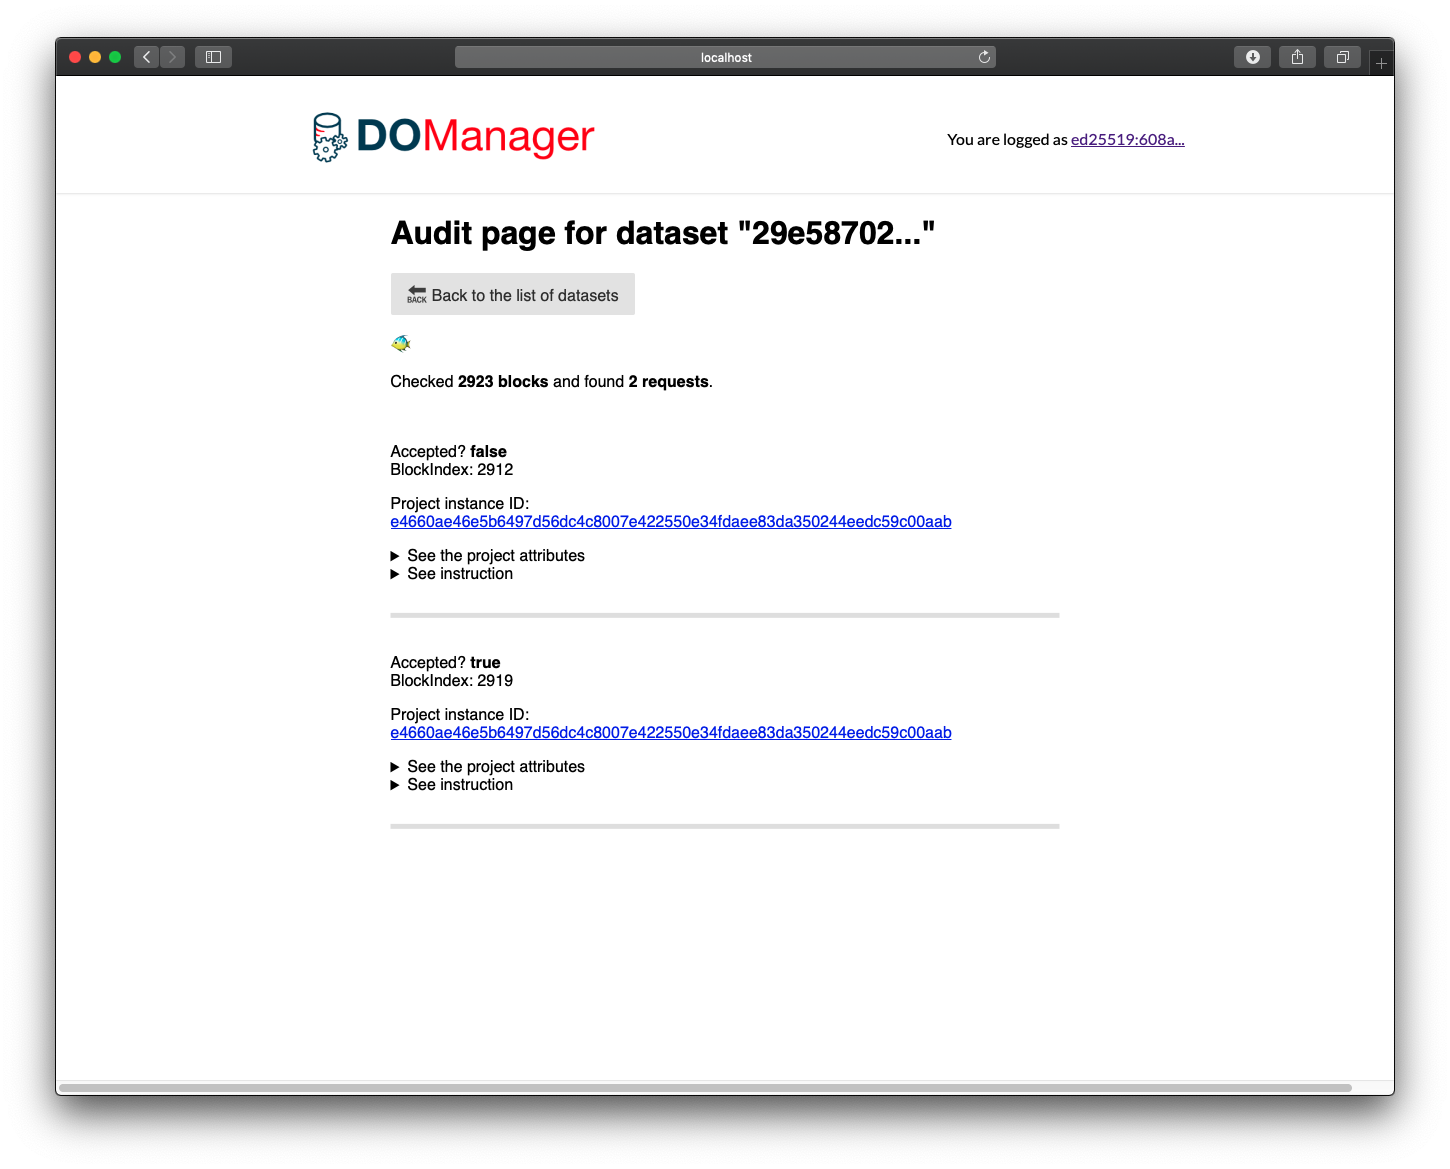 localhost
DOManager
You are logged as ed25519:608a...
Audit page for dataset "29e58702..."
BACK Back to the list of datasets
Checked 2923 blocks and found 2 requests.
Accepted? false
BlockIndex: 2912
Project instance ID:
e4660ae46e5b6497d56dc4c8007e422550e34fdaee83da350244eedc59c00aab
See the project attributes
See instruction
Accepted? true
BlockIndex: 2919
Project instance ID:
e4660ae46e5b6497d56dc4c8007e422550e34fdaee83da350244eedc59c00aab
See the project attributes
See instruction